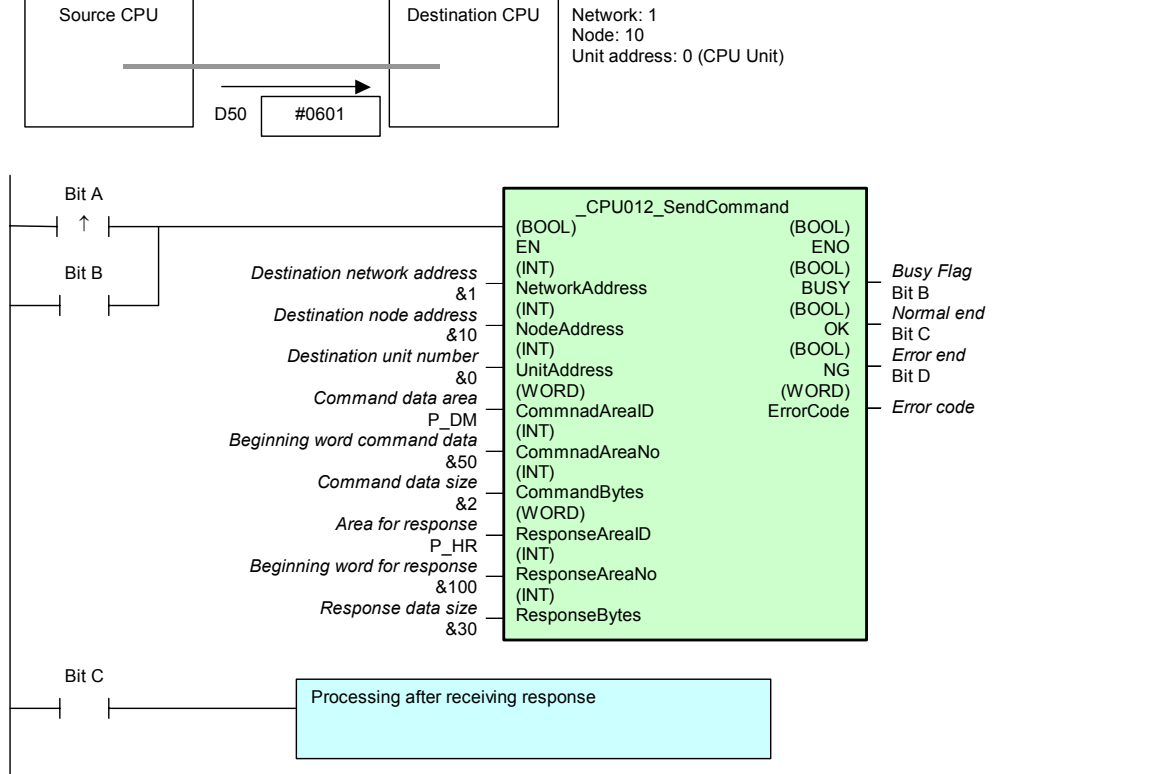 Source CPU
Destination CPU
Network: 1
Node: 10
Unit address: 0 (CPU Unit)
D50
#0601
Bit A
↑
Bit B
_CPU012_SendCommand
(BOOL) (BOOL)
EN ENO
Destination network address (INT) (BOOL) Busy Flag
&1 NetworkAddress BUSY Bit B
Destination node address (INT) (BOOL) Normal end
&10 NodeAddress OK Bit C
Destination unit number (INT) (BOOL) Error end
&0 UnitAddress NG Bit D
Command data area (WORD) (WORD)
P_DM CommnadAreaID ErrorCode Error code
Beginning word command data (INT)
&50 CommnadAreaNo
Command data size (INT)
&2 CommandBytes
Area for response (WORD)
P_HR ResponseAreaID
Beginning word for response (INT)
&100 ResponseAreaNo
Response data size (INT)
&30 ResponseBytes
Bit C
Processing after receiving response